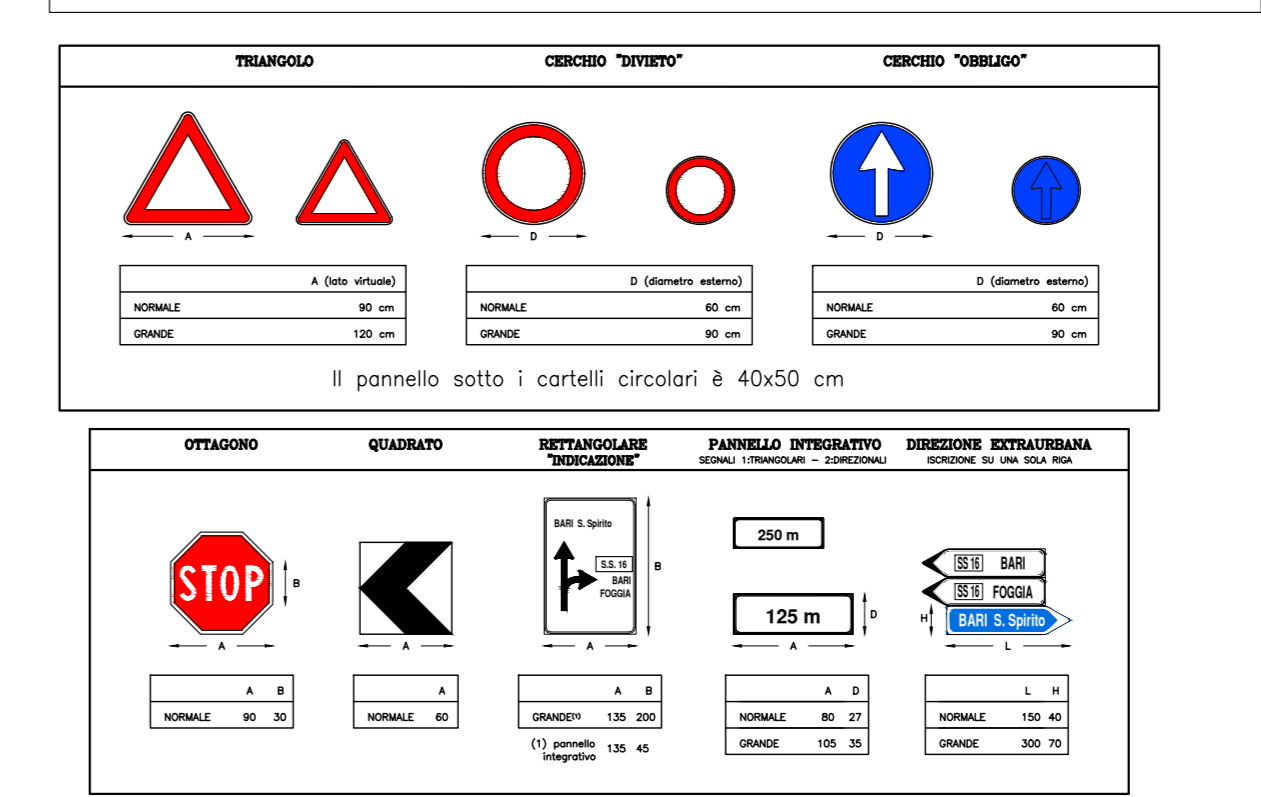 TRIANGOLO
CERCHIO "DIVIETO"
CERCHIO "OBBLIGO"
A
D
D
A (lato virtuale)
NORMALE 90 cm
GRANDE 120 cm
D (diametro esterno)
NORMALE 60 cm
GRANDE 90 cm
D (diametro esterno)
NORMALE 60 cm
GRANDE 90 cm
Il pannello sotto i cartelli circolari è 40x50 cm
OTTAGONO
QUADRATO
RETTANGOLARE
"INDICAZIONE"
PANNELLO INTEGRATIVO
SEGNALI 1:TRIANGOLARI – 2:DIREZIONALI
DIREZIONE EXTRAURBANA
ISCRIZIONE SU UNA SOLA RIGA
STOP
B
A
A
BARI S. Spirito
S.S. 16
BARI
FOGGIA
B
A
250 m
125 m
D
A
SS 16 BARI
SS 16 FOGGIA
BARI S. Spirito
H
L
A B
NORMALE 90 30
A
NORMALE 60
A B
GRANDE(1) 135 200
(1) pannello integrativo 135 45
A D
NORMALE 80 27
GRANDE 105 35
L H
NORMALE 150 40
GRANDE 300 70